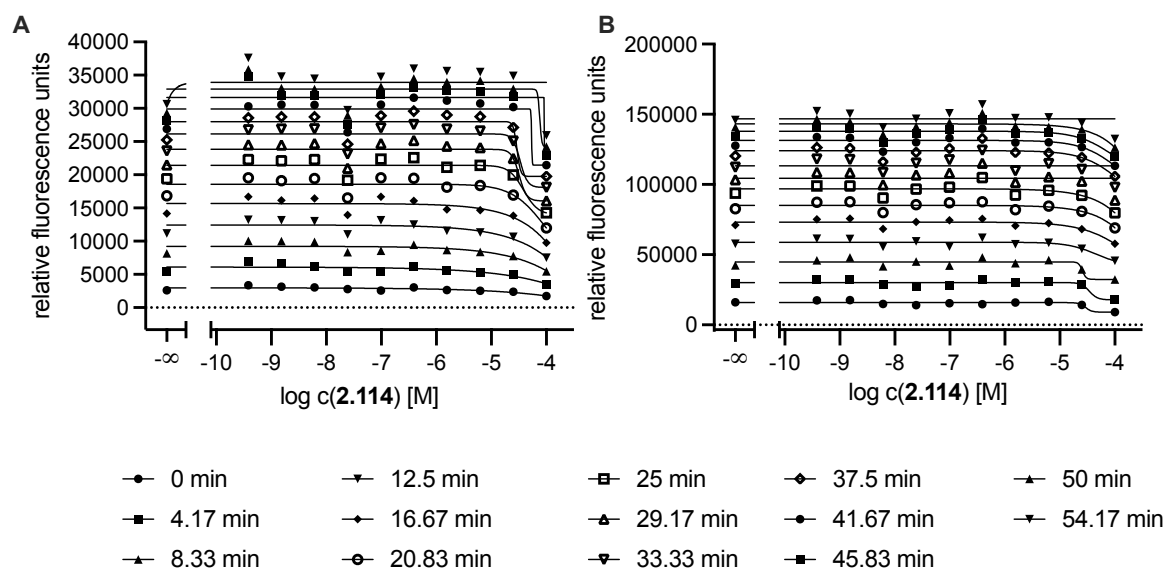 A
B
relative fluorescence units
40000
35000
30000
25000
20000
15000
10000
5000
0
-∞
-10
-9
-8
-7
-6
-5
-4
log c(2.114) [M]
relative fluorescence units
200000
150000
100000
50000
0
-∞
-10
-9
-8
-7
-6
-5
-4
log c(2.114) [M]
0 min
12.5 min
25 min
37.5 min
50 min
4.17 min
16.67 min
29.17 min
41.67 min
54.17 min
8.33 min
20.83 min
33.33 min
45.83 min